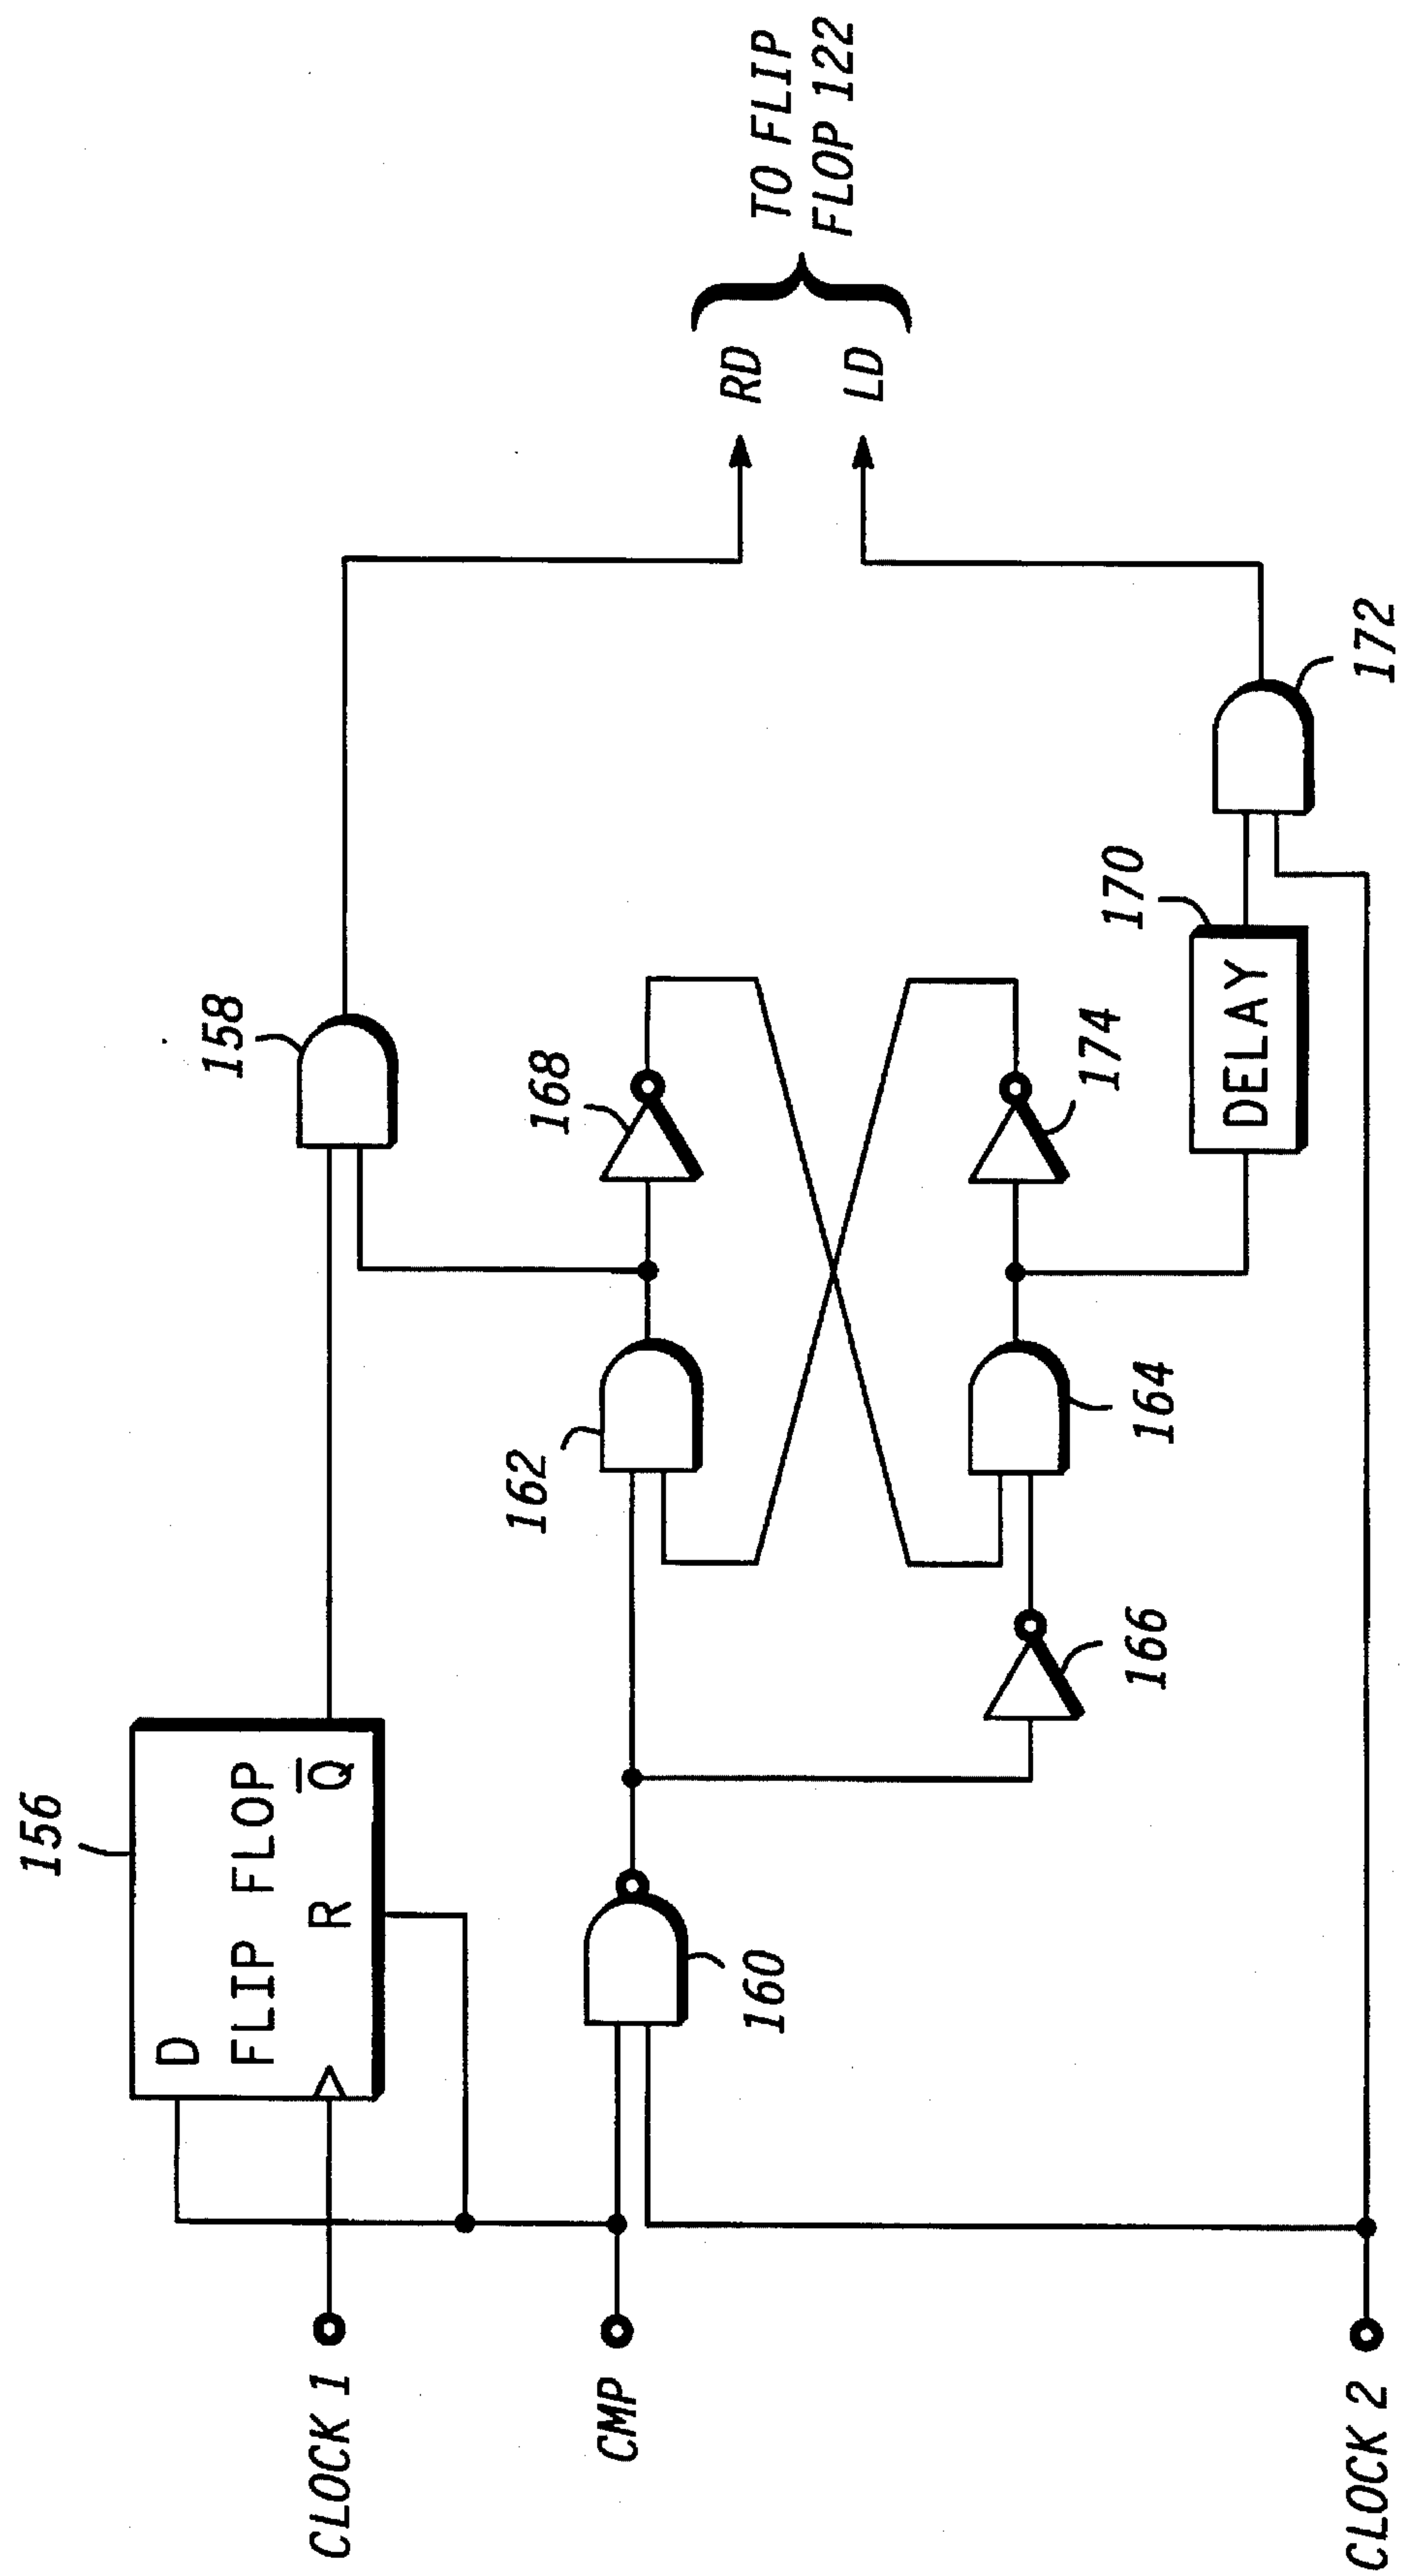 156
D
FLIP FLOP
R
Q̅
CLOCK 1
158
RD
TO FLIP
FLOP 122
LD
162
168
CMP
160
164
174
166
170
DELAY
172
CLOCK 2